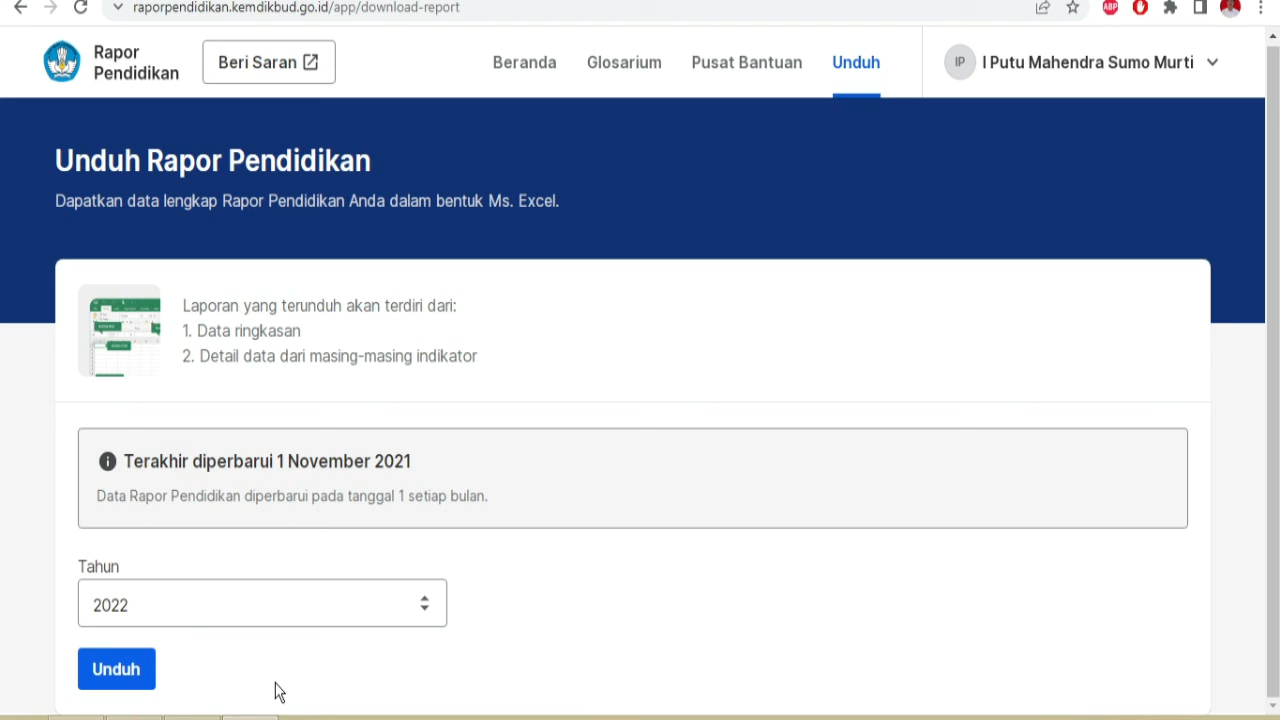 raporpendidikan.kemdikbud.go.id/app/download-report
ABP
Rapor
Pendidikan
Beri Saran
Beranda
Glosarium
Pusat Bantuan
Unduh
IP
I Putu Mahendra Sumo Murti
Unduh Rapor Pendidikan
Dapatkan data lengkap Rapor Pendidikan Anda dalam bentuk Ms. Excel.
Laporan yang terunduh akan terdiri dari:
1. Data ringkasan
2. Detail data dari masing-masing indikator
Terakhir diperbarui 1 November 2021
Data Rapor Pendidikan diperbarui pada tanggal 1 setiap bulan.
Tahun
2022
Unduh